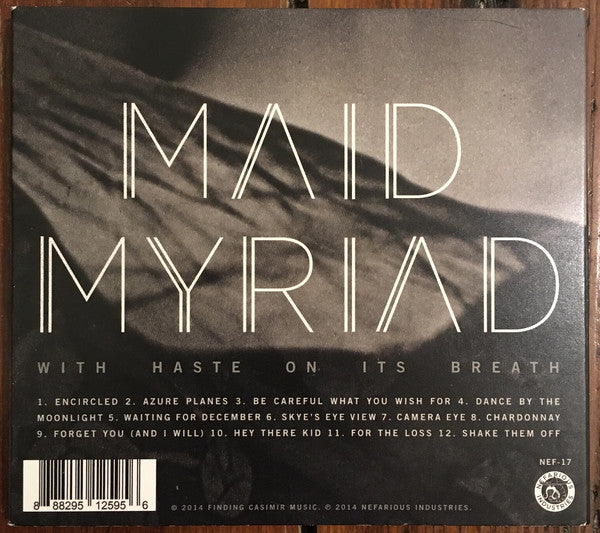 MAID
MYRIAD
WITH HASTE ON ITS BREATH
1. ENCIRCLED 2. AZURE PLANES 3. BE CAREFUL WHAT YOU WISH FOR 4. DANCE BY THE
MOONLIGHT 5. WAITING FOR DECEMBER 6. SKYE'S EYE VIEW 7. CAMERA EYE 8. CHARDONNAY
9. FORGET YOU (AND I WILL) 10. HEY THERE KID 11. FOR THE LOSS 12. SHAKE THEM OFF
NEF-17
NEFARIOUS
INDUSTRIES
8 88295 12595 6
© 2014 FINDING CASIMIR MUSIC. ℗ 2014 NEFARIOUS INDUSTRIES.